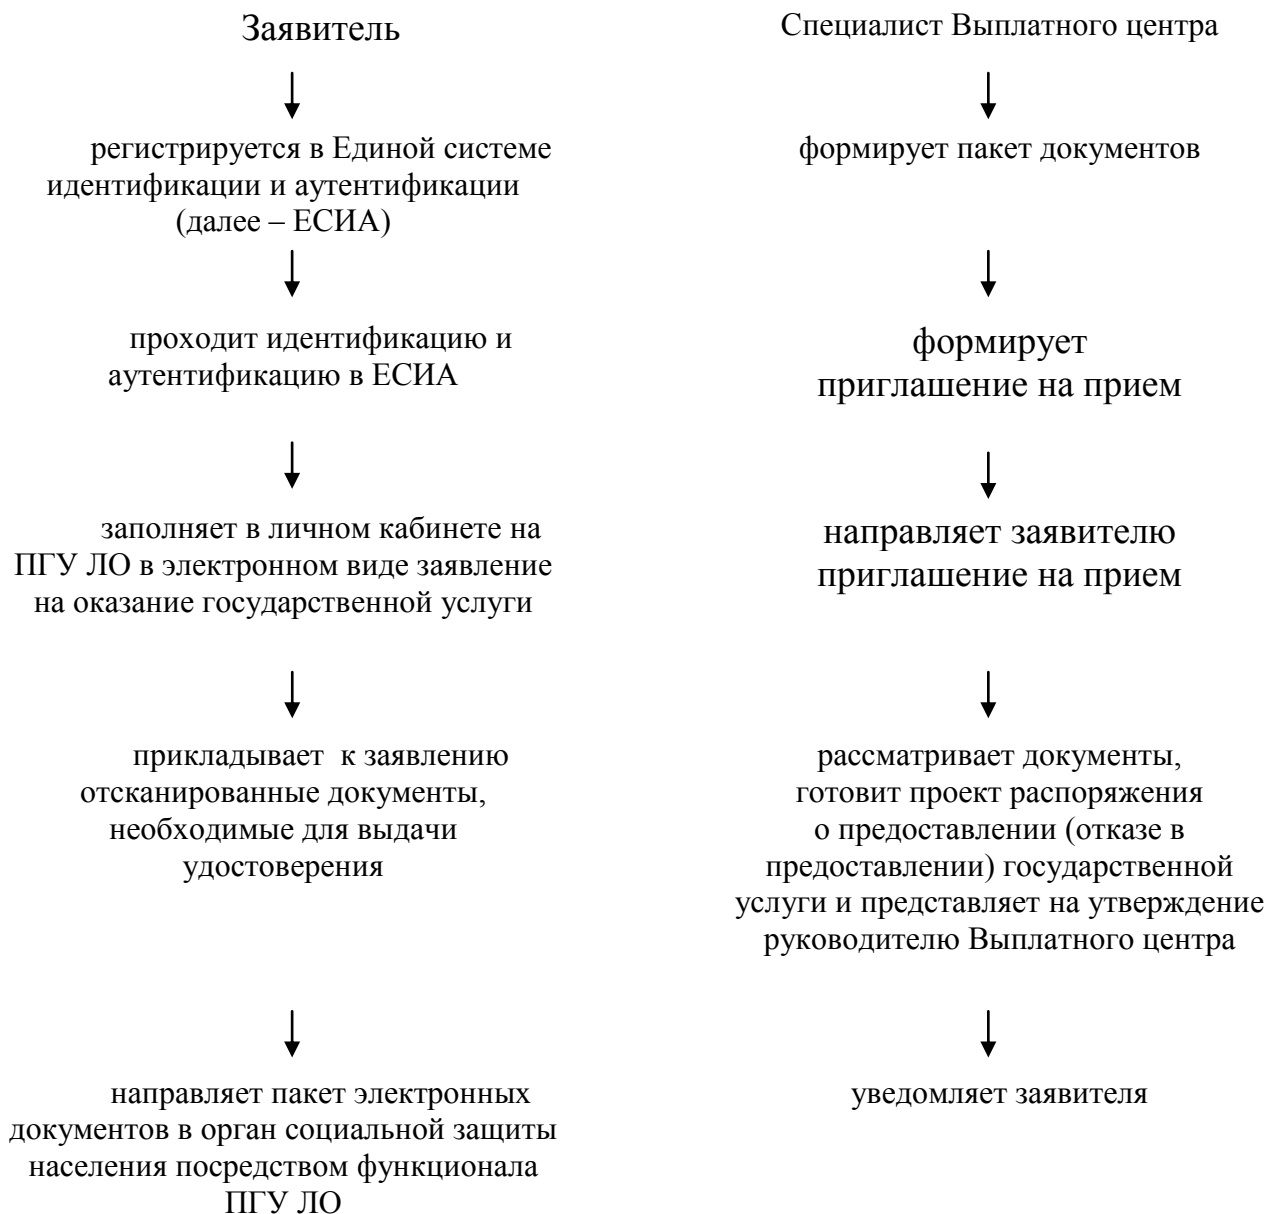 Заявитель
регистрируется в Единой системе
идентификации и аутентификации
(далее – ЕСИА)
проходит идентификацию и
аутентификацию в ЕСИА
заполняет в личном кабинете на
ПГУ ЛО в электронном виде заявление
на оказание государственной услуги
прикладывает к заявлению
отсканированные документы,
необходимые для выдачи
удостоверения
направляет пакет электронных
документов в орган социальной защиты
населения посредством функционала
ПГУ ЛО
Специалист Выплатного центра
формирует пакет документов
формирует
приглашение на прием
направляет заявителю
приглашение на прием
рассматривает документы,
готовит проект распоряжения
о предоставлении (отказе в
предоставлении) государственной
услуги и представляет на утверждение
руководителю Выплатного центра
уведомляет заявителя